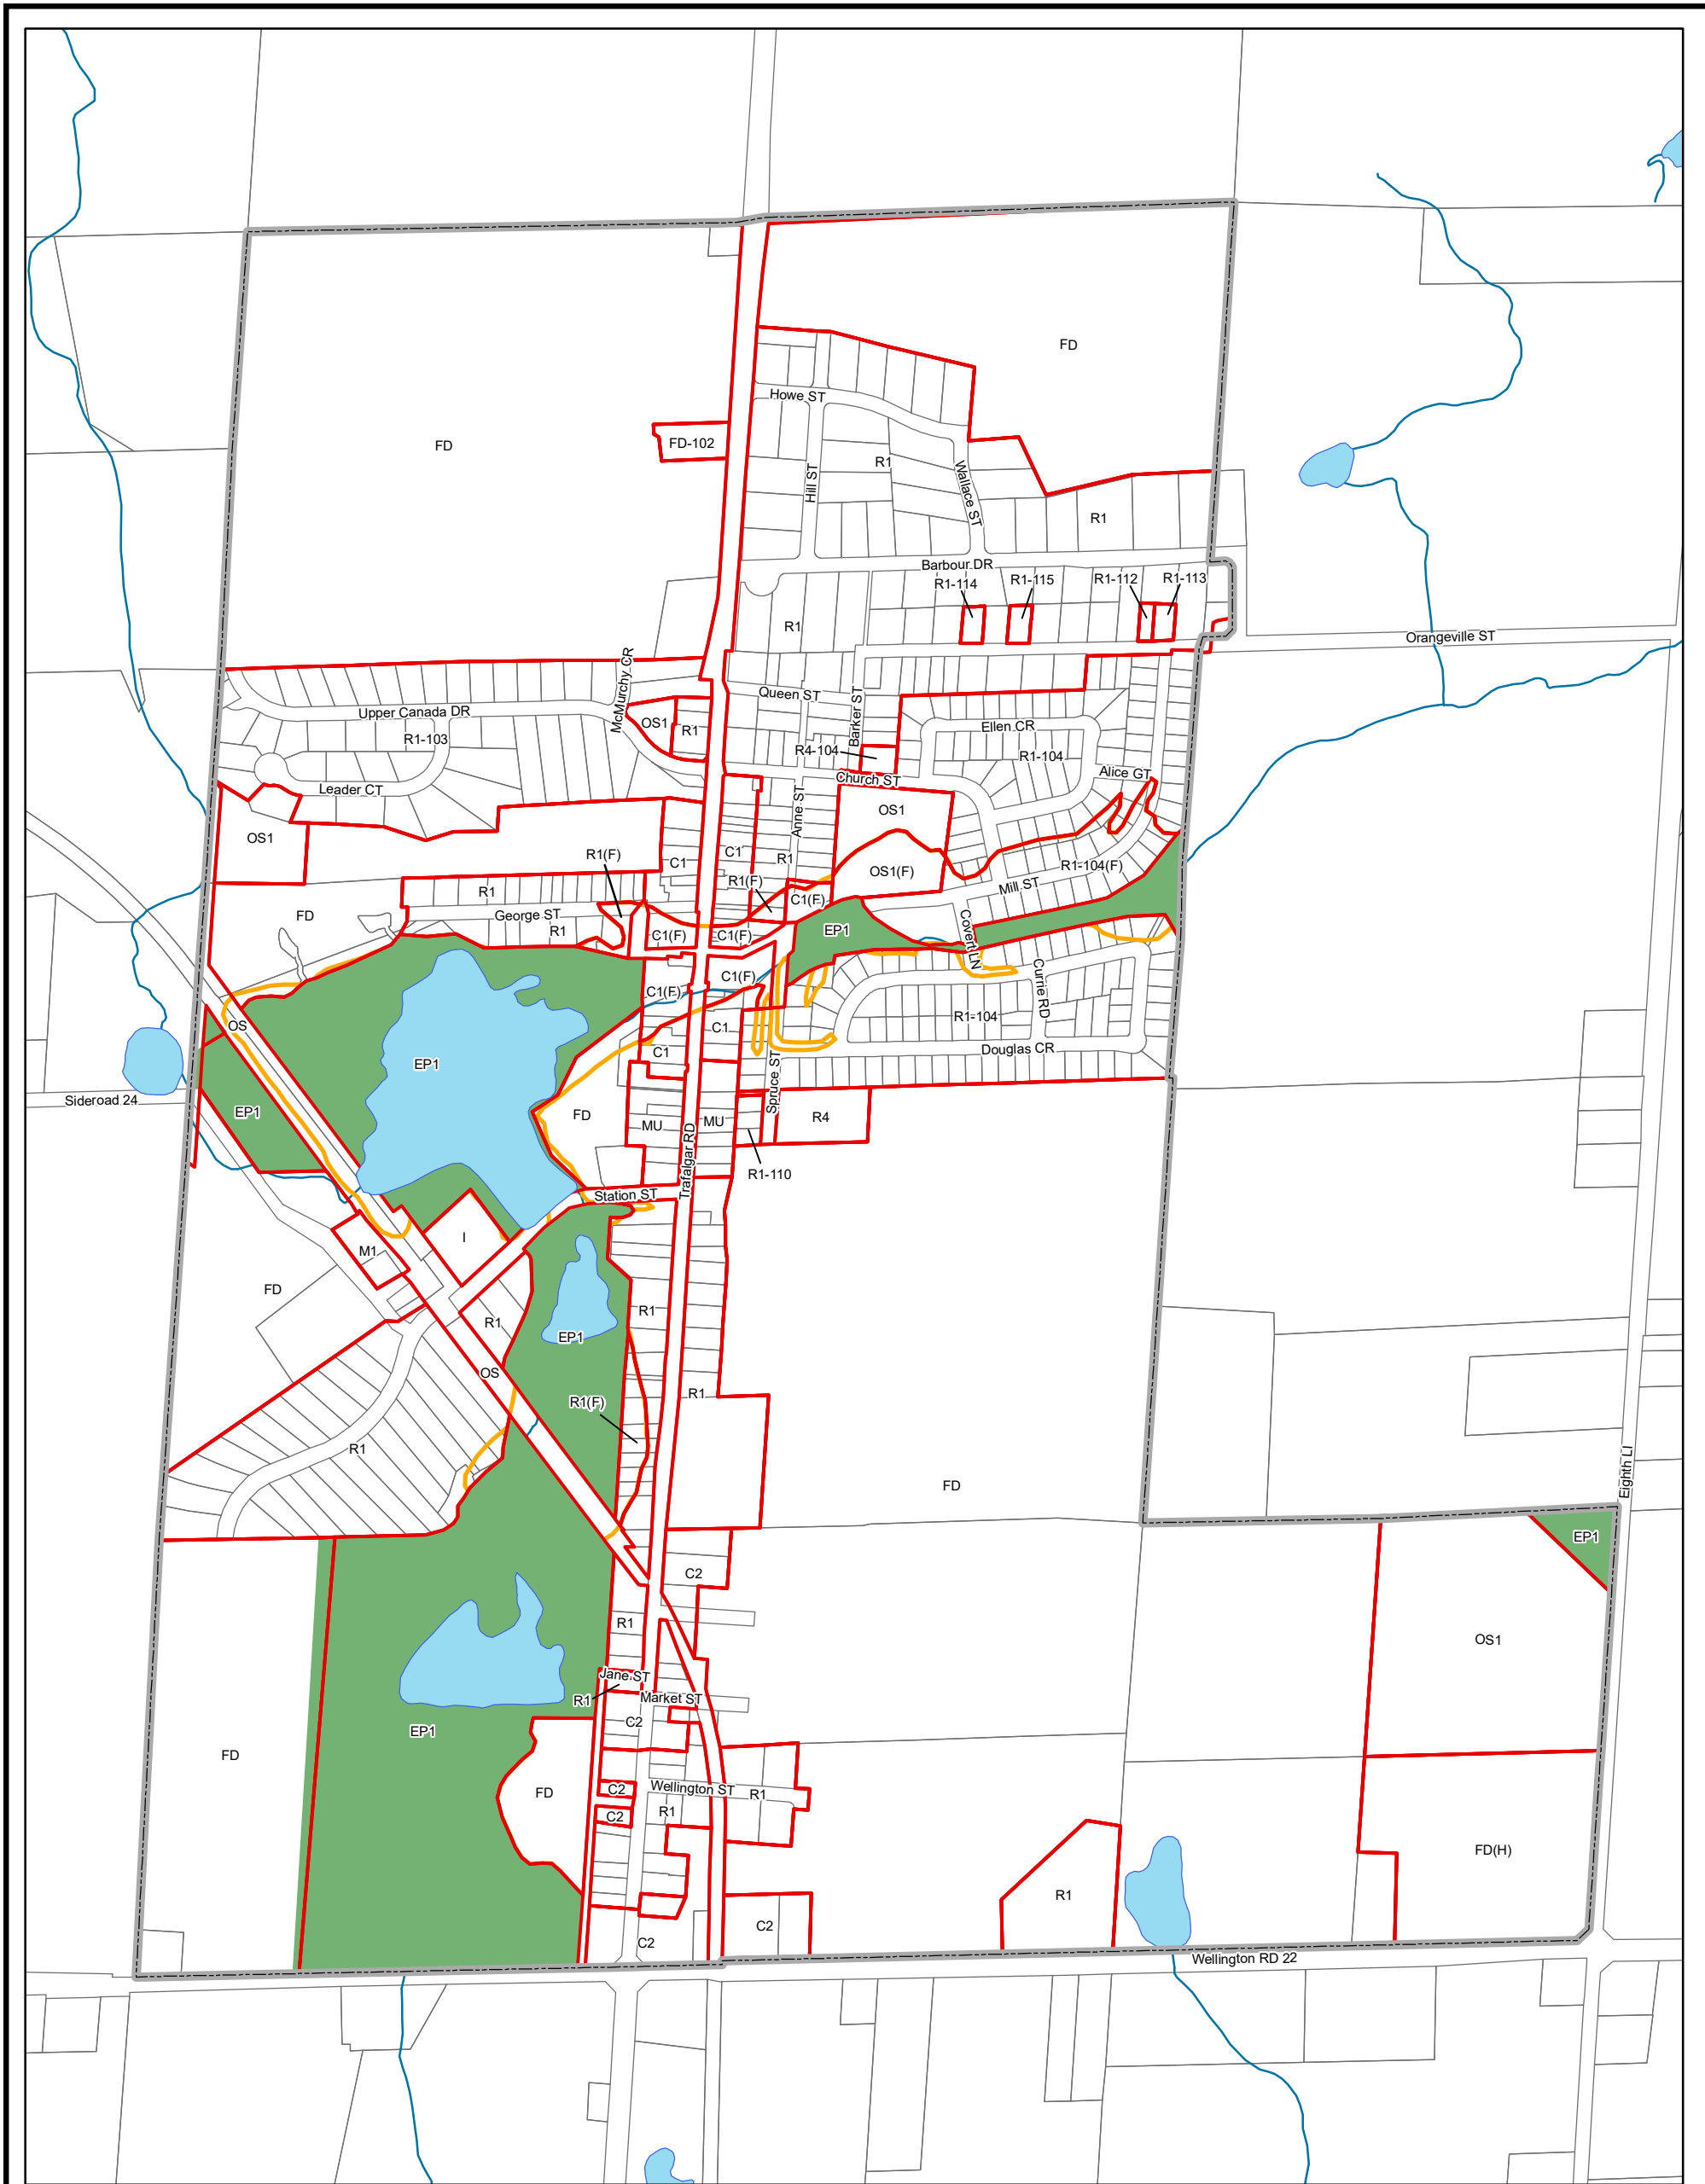 FD
Howe ST
FD
FD-102
R1
Hill ST
Wallace ST
R1
Barbour DR
R1-114
R1-115
R1-112
R1-113
R1
Orangeville ST
McMurchy CR
Queen ST
Barker ST
Upper Canada DR
OS1
R1
Ellen CR
R1-103
R4-104
R1-104
Church ST
Alice GT
Leader CT
Anne ST
OS1
OS1
C1
C1
R1
R1(F)
R1-104(F)
OS1(F)
R1(F)
Mill ST
R1
C1(F)
FD
George ST
R1
Covert LN
EP1
C1(F)
C1(F)
C1(F)
Currie RD
C1(F)
OS
R1-104
C1
C1
Douglas CR
EP1
Spruce ST
Sideroad 24
EP1
FD
MU
MU
R4
Trafalgar RD
R1-110
Station ST
I
M1
FD
R1
R1
EP1
OS
R1
R1(F)
R1
FD
Eighth LI
EP1
C2
R1
OS1
Jane ST
R1
Market ST
C2
EP1
FD
FD
C2
Wellington ST
R1
C2
R1
FD(H)
R1
C2
C2
Wellington RD 22